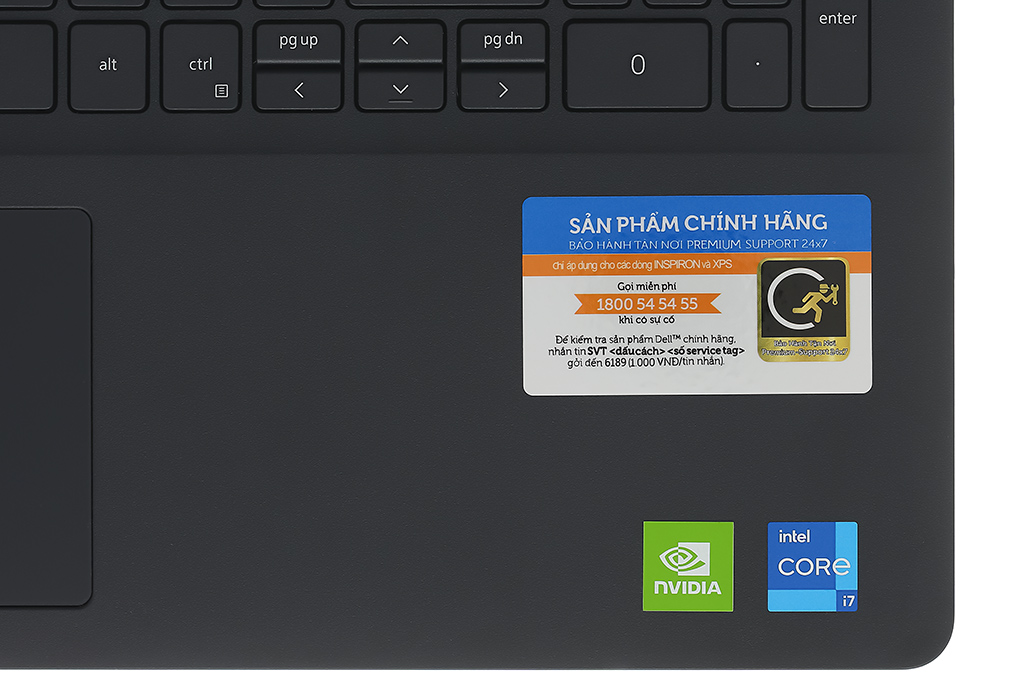 enter
pg up
pg dn
alt
ctrl
0
.
SẢN PHẨM CHÍNH HÃNG
BẢO HÀNH TẬN NƠI PREMIUM SUPPORT 24x7
Chỉ áp dụng cho các dòng INSPIRON và XPS
Gọi miễn phí
1800 54 54 55
khi có sự cố
Để kiểm tra sản phẩm Dell™ chính hãng,
nhắn tin SVT <dấu cách> <số service tag>
gởi đến 6189 (1.000 VNĐ/tin nhắn).
Bảo Hành Tận Nơi
Premium-Support 24x7
NVIDIA
intel
CORE
i7